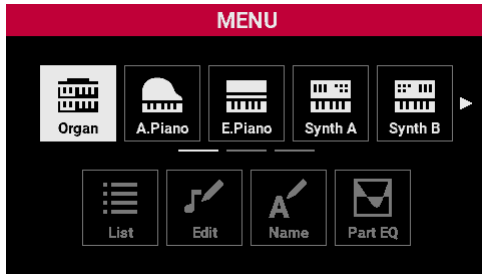 MENU
Organ A.Piano E.Piano Synth A Synth B
List Edit Name Part EQ